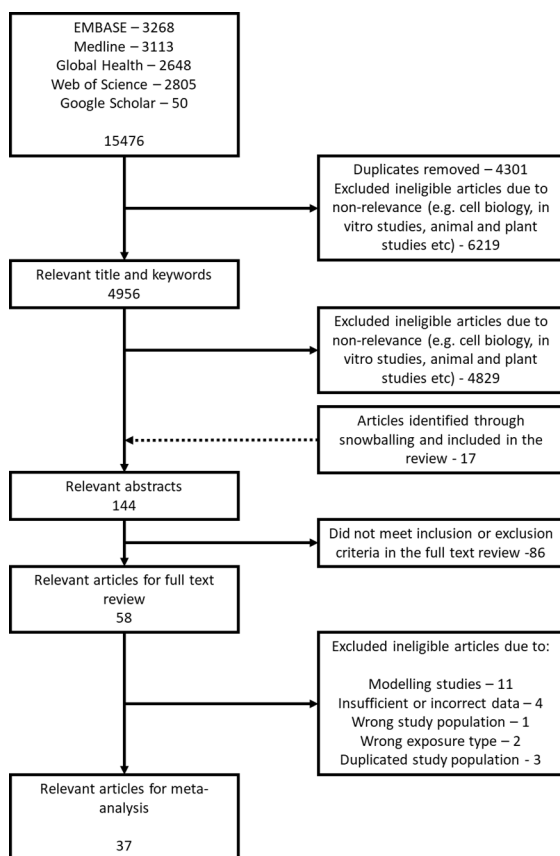 EMBASE – 3268
Medline – 3113
Global Health – 2648
Web of Science – 2805
Google Scholar – 50
15476
Duplicates removed – 4301
Excluded ineligible articles due to
non-relevance (e.g. cell biology, in
vitro studies, animal and plant
studies etc) - 6219
Relevant title and keywords
4956
Excluded ineligible articles due to
non-relevance (e.g. cell biology, in
vitro studies, animal and plant
studies etc) - 4829
Articles identified through
snowballing and included in the
review - 17
Relevant abstracts
144
Did not meet inclusion or exclusion
criteria in the full text review -86
Relevant articles for full text
review
58
Excluded ineligible articles due to:
Modelling studies – 11
Insufficient or incorrect data – 4
Wrong study population – 1
Wrong exposure type – 2
Duplicated study population - 3
Relevant articles for meta-
analysis
37